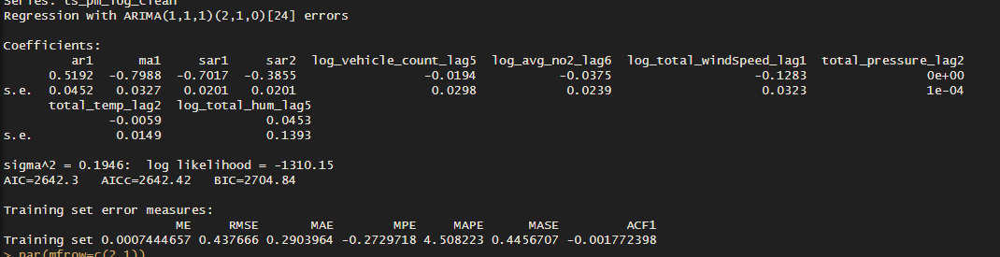 Series: ts_pm_log_clean
Regression with ARIMA(1,1,1)(2,1,0)[24] errors
Coefficients:
ar1 ma1 sar1 sar2 log_vehicle_count_lag5 log_avg_no2_lag6 log_total_windSpeed_lag1 total_pressure_lag2
0.5192 -0.7988 -0.7017 -0.3855 -0.0194 -0.0375 -0.1283 0e+00
s.e. 0.0452 0.0327 0.0201 0.0201 0.0298 0.0239 0.0323 1e-04
total_temp_lag2 log_total_hum_lag5
-0.0059 0.0453
s.e. 0.0149 0.1393
sigma^2 = 0.1946: log likelihood = -1310.15
AIC=2642.3 AICc=2642.42 BIC=2704.84
Training set error measures:
ME RMSE MAE MPE MAPE MASE ACF1
Training set 0.0007444657 0.437666 0.2903964 -0.2729718 4.508223 0.4456707 -0.001772398
> par(mfrow=c(2,1))